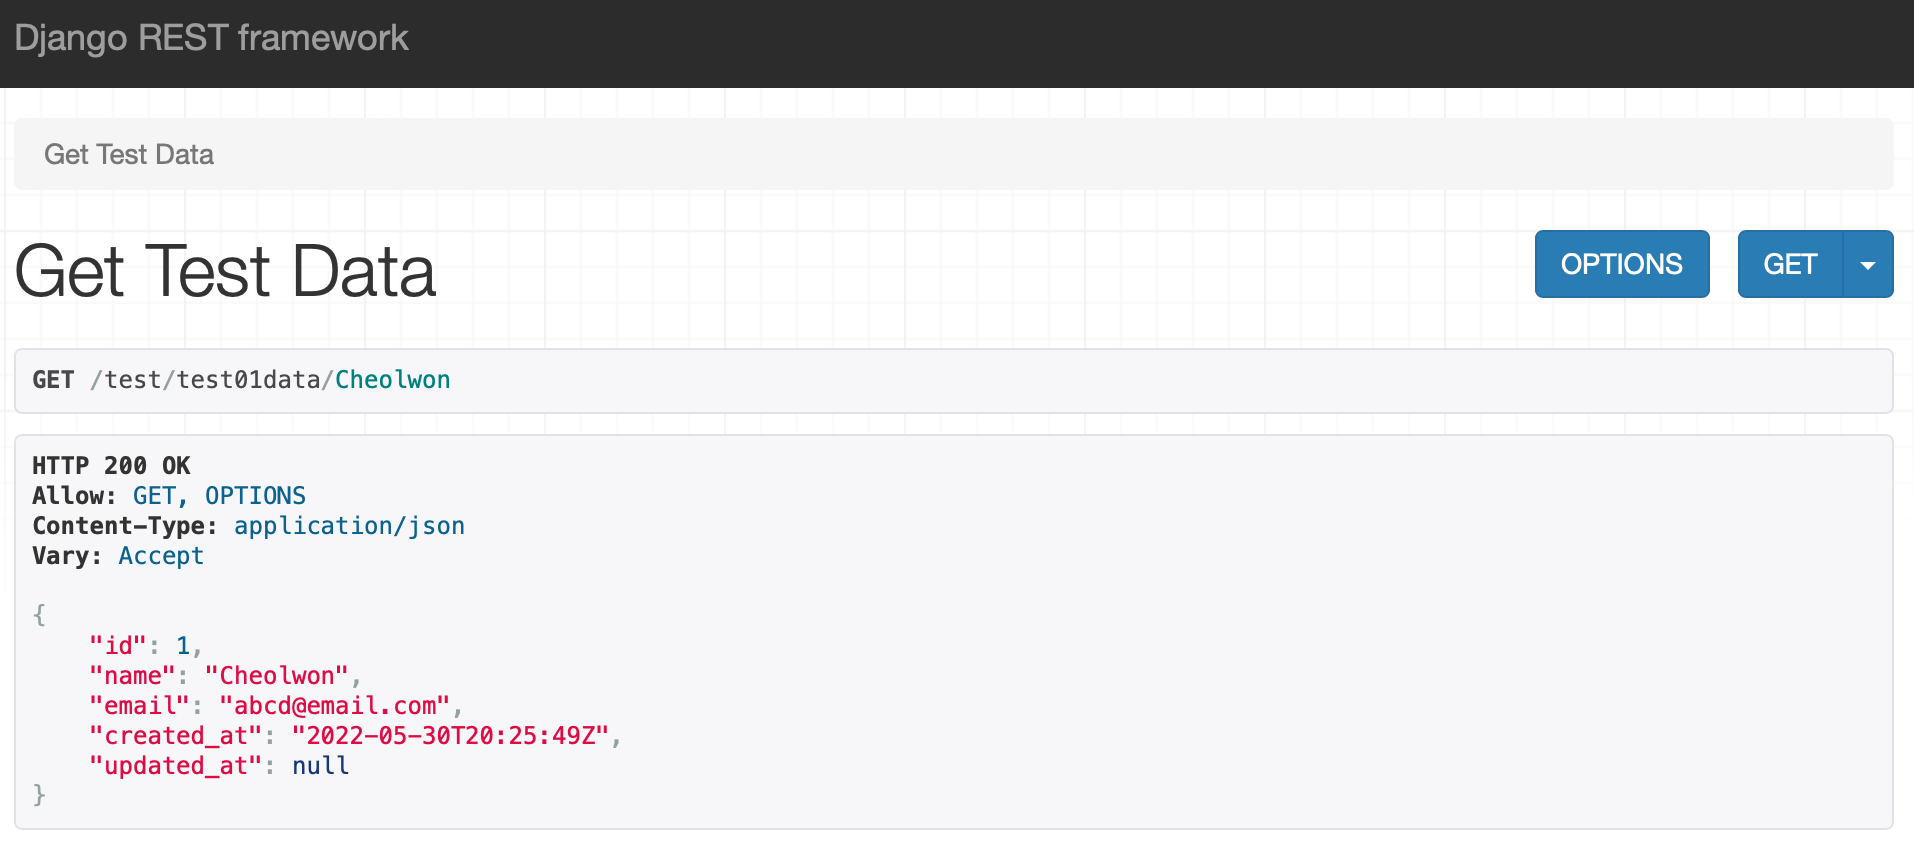 Django REST framework
Get Test Data
Get Test Data
OPTIONS
GET
GET /test/test01data/Cheolwon
HTTP 200 OK
Allow: GET, OPTIONS
Content-Type: application/json
Vary: Accept
{
    "id": 1,
    "name": "Cheolwon",
    "email": "abcd@email.com",
    "created_at": "2022-05-30T20:25:49Z",
    "updated_at": null
}